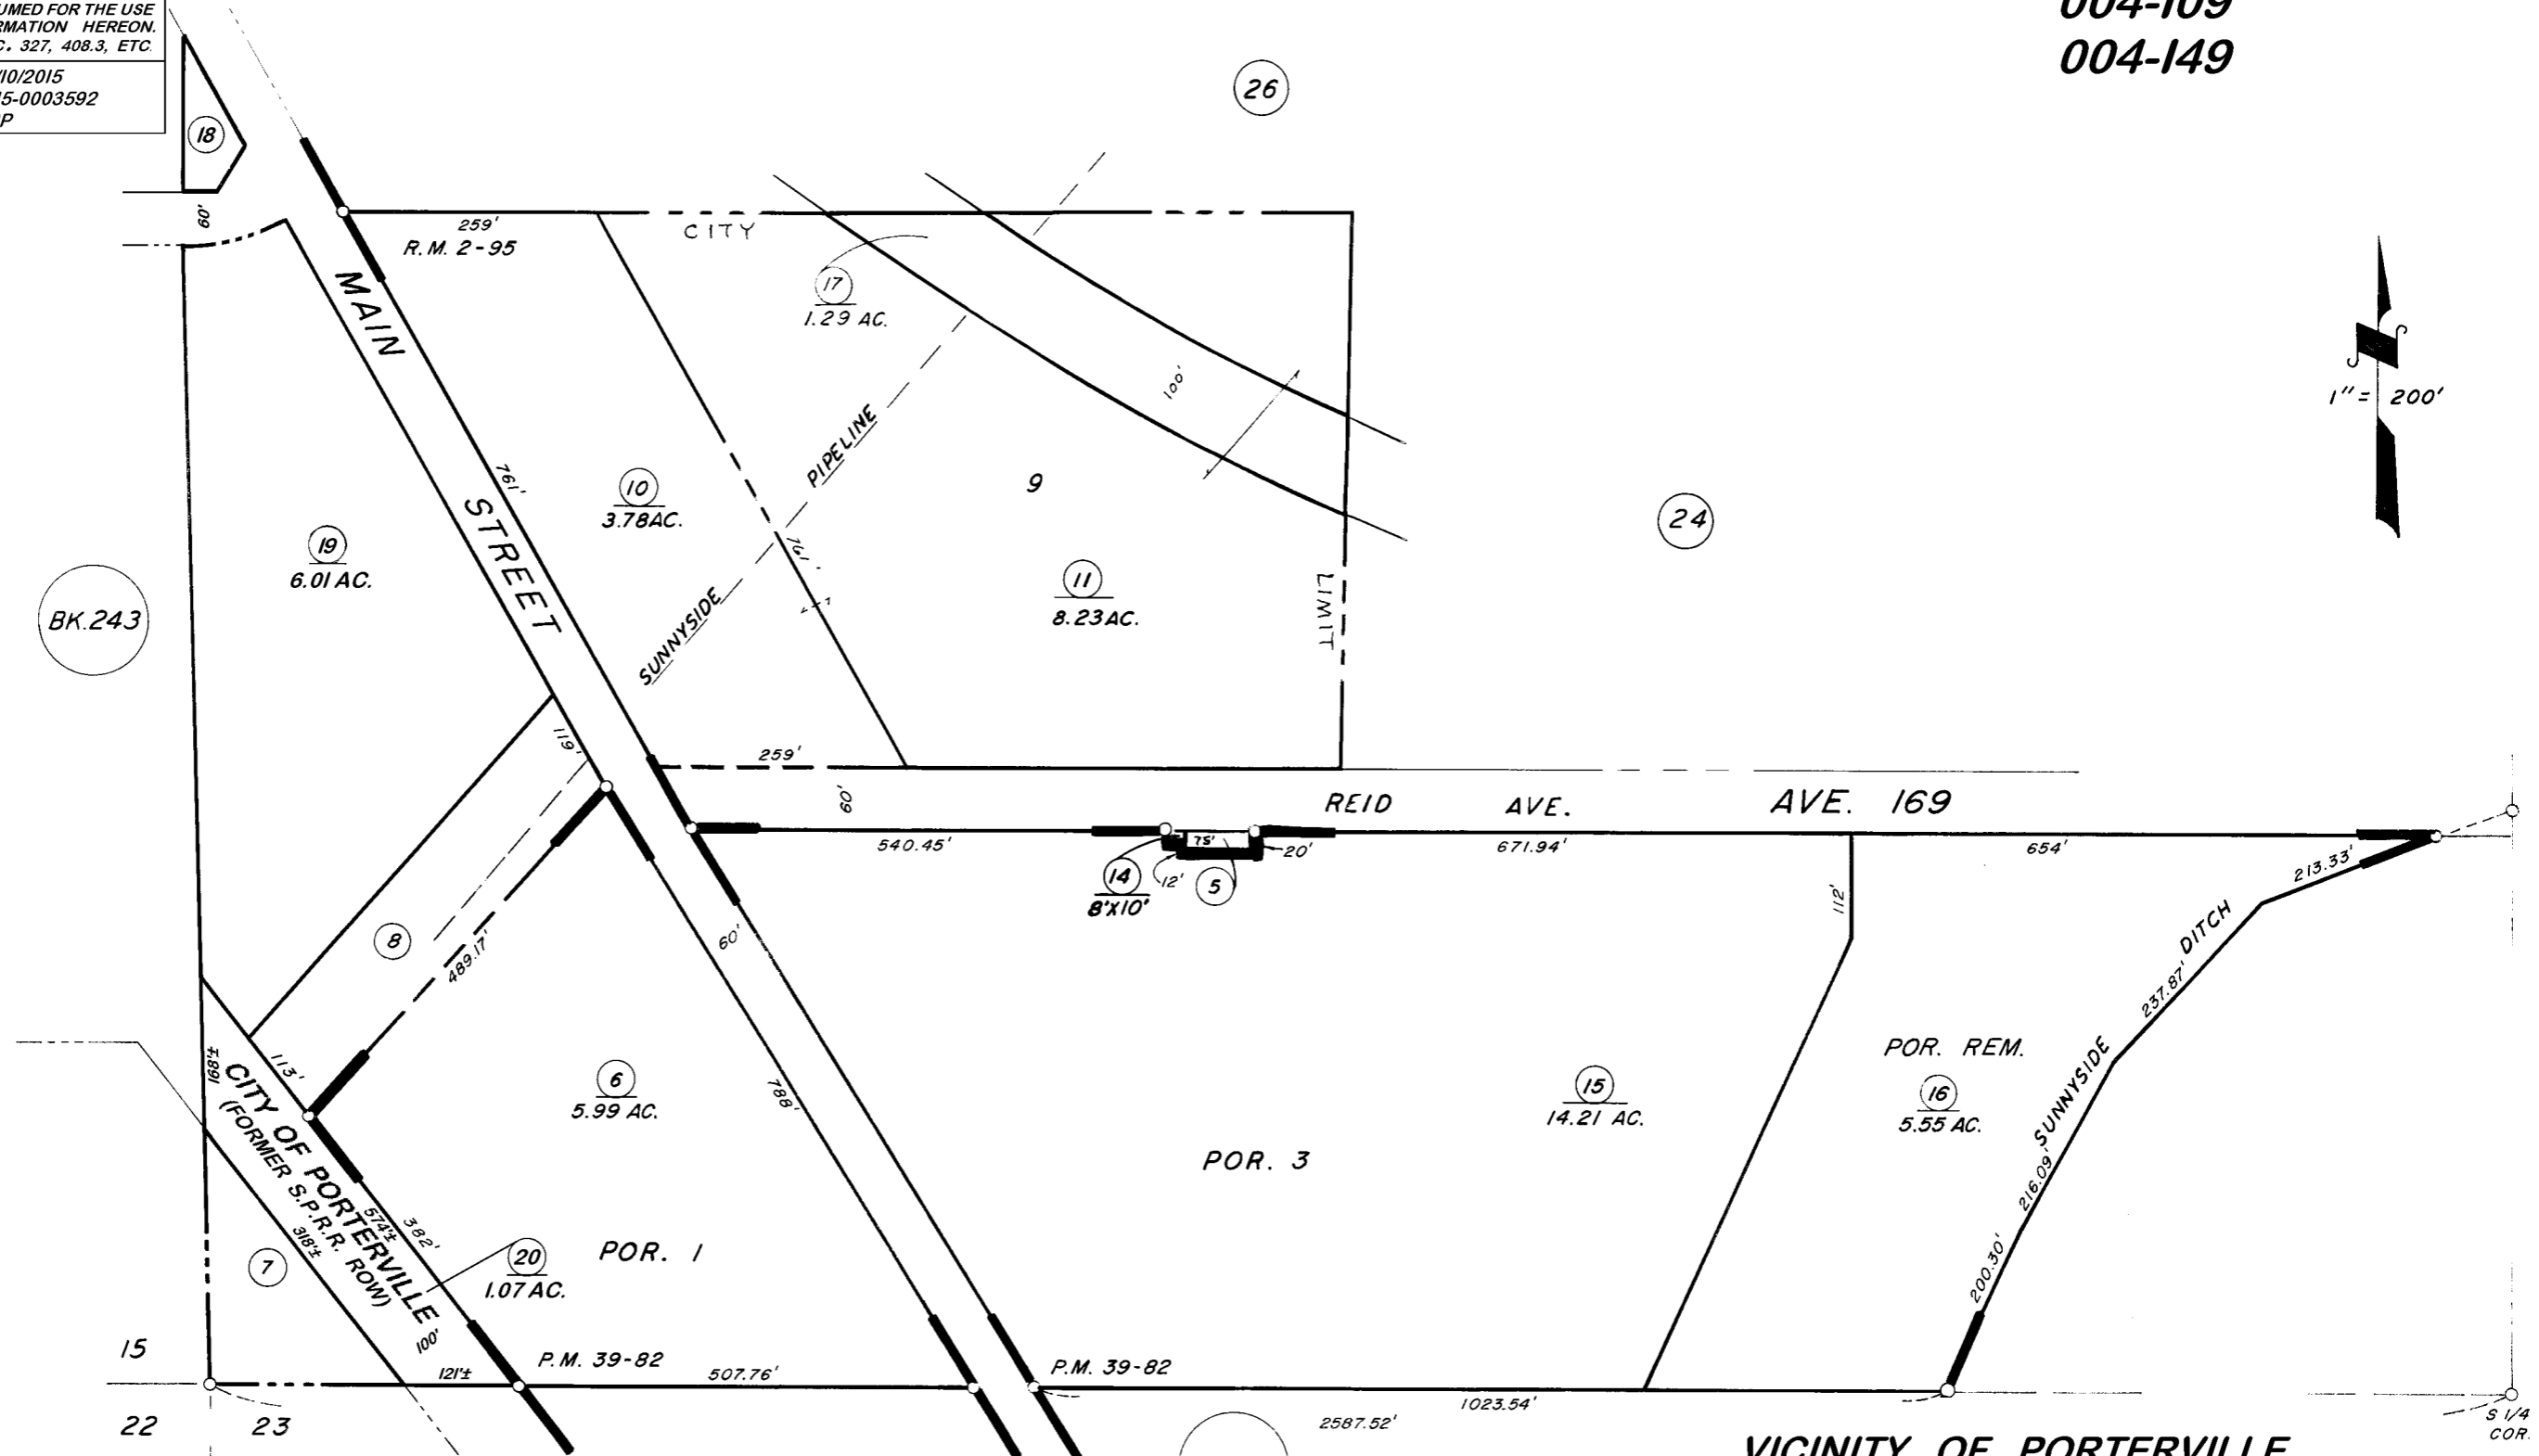 UMED FOR THE USE
RMATION HEREON.
C. 327, 408.3, ETC.
/10/2015
15-0003592
P
004-109
004-149
26
18
60'
259'
R.M. 2-95
CITY
17
1.29 AC.
1"= 200'
100'
MAIN
STREET
761'
10
3.78AC.
SUNNYSIDE PIPELINE
761'
9
24
19
6.01 AC.
11
8.23AC.
LIMIT
BK.243
119'
259'
60'
REID AVE.
AVE. 169
540.45'
75'
20'
12'
14
8'X10'
5
671.94'
654'
213.33'
112'
8
489.17'
60'
SUNNYSIDE DITCH
237.87'
168'±
113'
CITY OF PORTERVILLE
(FORMER S.P.R.R. ROW)
6
5.99 AC.
788'
15
14.21 AC.
POR. REM.
16
5.55 AC.
216.09'
POR. 3
574'±
382'
318'±
20
1.07 AC.
POR. 1
7
200.30'
100'
15
121'±
P.M. 39-82
507.76'
P.M. 39-82
1023.54'
2587.52'
22
23
S 1/4
COR.
VICINITY OF PORTERVILLE